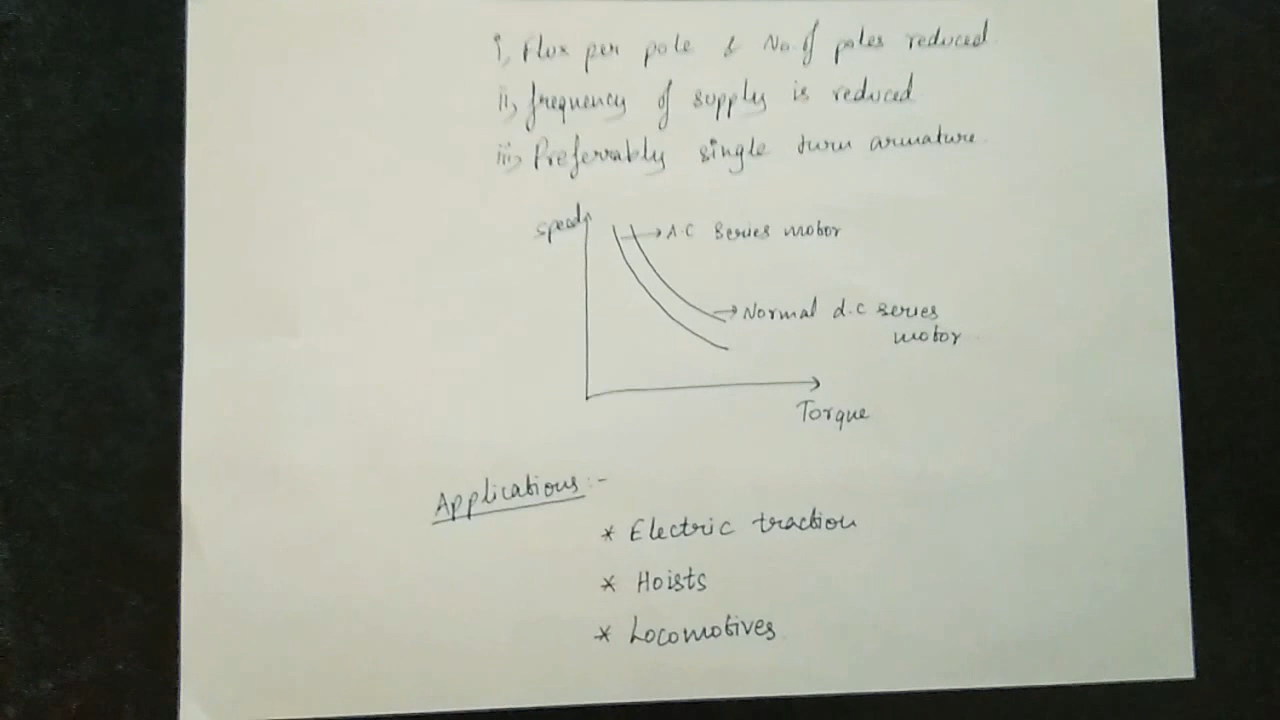 i, Flux per pole & No. of poles reduced
ii, frequency of supply is reduced
iii, Preferrably single turn armature.
speed
A.C series motor
Normal d.c series
motor
Torque
Applications :-
* Electric traction
* Hoists
* Locomotives